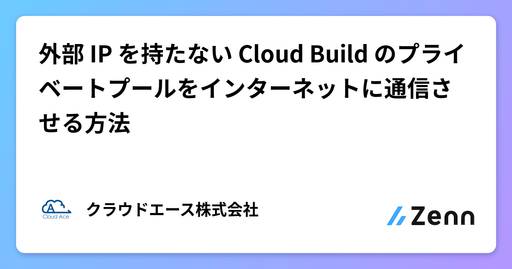 外部 IP を持たない Cloud Build のプライ
ベートプールをインターネットに通信さ
せる方法
A
Cloud Ace
クラウドエース株式会社
Zenn